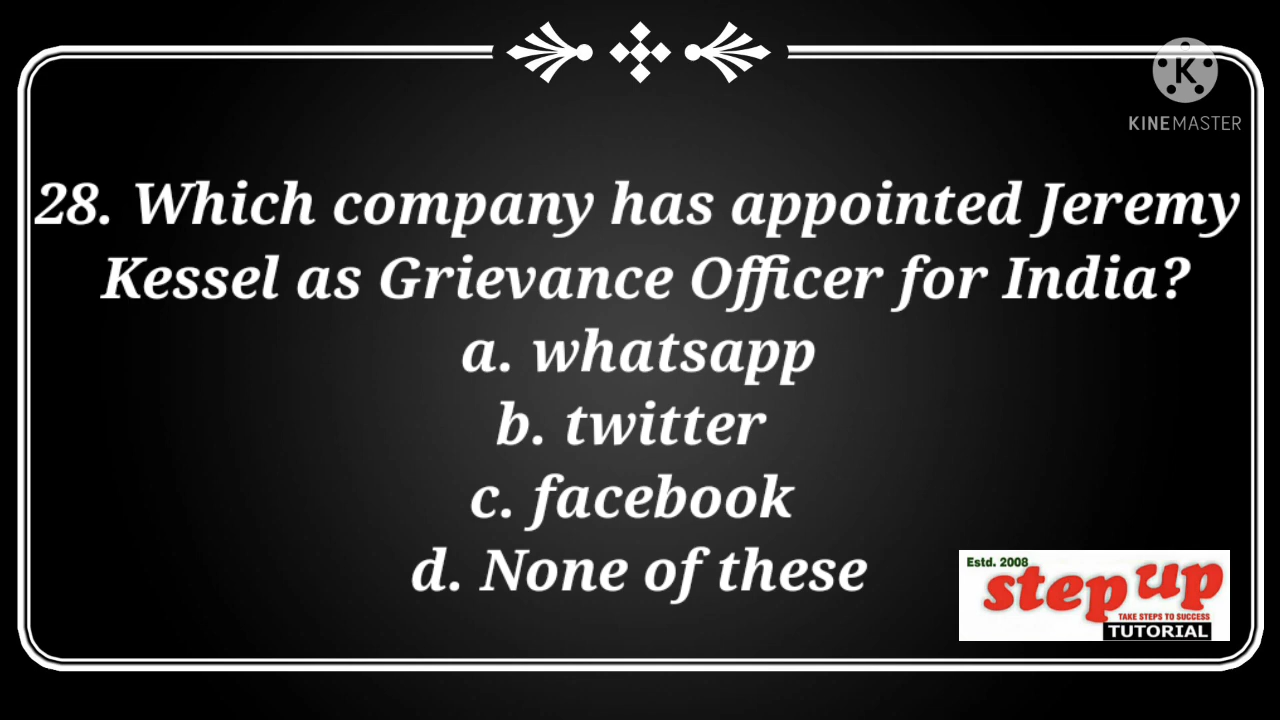 KINEMASTER
28. Which company has appointed Jeremy
Kessel as Grievance Officer for India?
a. whatsapp
b. twitter
c. facebook
d. None of these
Estd. 2008
step up
TAKE STEPS TO SUCCESS
TUTORIAL